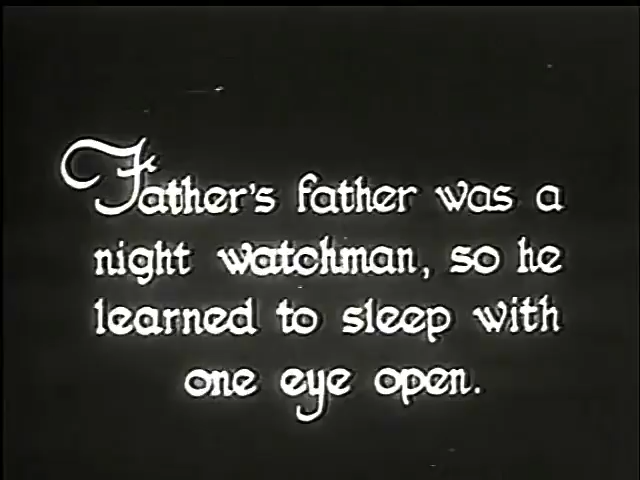 Father's father was a
night watchman, so he
learned to sleep with
one eye open.